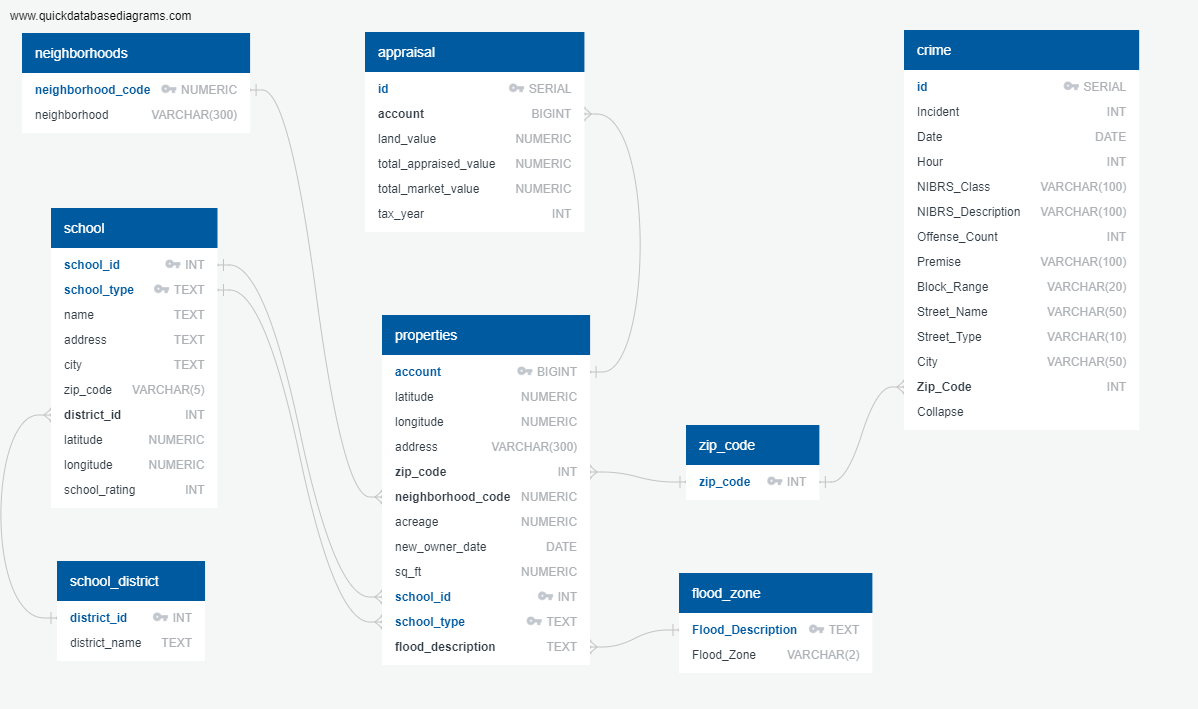 www.quickdatabasediagrams.com
neighborhoods
neighborhood_code NUMERIC
neighborhood VARCHAR(300)
school
school_id INT
school_type TEXT
name TEXT
address TEXT
city TEXT
zip_code VARCHAR(5)
district_id INT
latitude NUMERIC
longitude NUMERIC
school_rating INT
school_district
district_id INT
district_name TEXT
appraisal
id SERIAL
account BIGINT
land_value NUMERIC
total_appraised_value NUMERIC
total_market_value NUMERIC
tax_year INT
properties
account BIGINT
latitude NUMERIC
longitude NUMERIC
address VARCHAR(300)
zip_code INT
neighborhood_code NUMERIC
acreage NUMERIC
new_owner_date DATE
sq_ft NUMERIC
school_id INT
school_type TEXT
flood_description TEXT
zip_code
zip_code INT
flood_zone
Flood_Description TEXT
Flood_Zone VARCHAR(2)
crime
id SERIAL
Incident INT
Date DATE
Hour INT
NIBRS_Class VARCHAR(100)
NIBRS_Description VARCHAR(100)
Offense_Count INT
Premise VARCHAR(100)
Block_Range VARCHAR(20)
Street_Name VARCHAR(50)
Street_Type VARCHAR(10)
City VARCHAR(50)
Zip_Code INT
Collapse